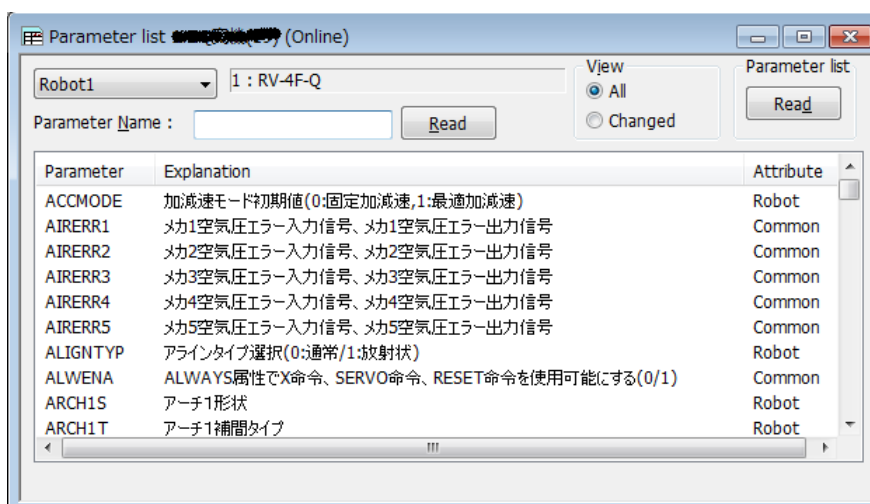 Parameter list (Online)
View
Parameter list
Robot1
1 : RV-4F-Q
All
Read
Parameter Name :
Read
Changed
Parameter Explanation Attribute
ACCMODE 加減速モード初期値(0:固定加減速,1:最適加減速) Robot
AIRERR1 メカ1空気圧エラー入力信号、メカ1空気圧エラー出力信号 Common
AIRERR2 メカ2空気圧エラー入力信号、メカ2空気圧エラー出力信号 Common
AIRERR3 メカ3空気圧エラー入力信号、メカ3空気圧エラー出力信号 Common
AIRERR4 メカ4空気圧エラー入力信号、メカ4空気圧エラー出力信号 Common
AIRERR5 メカ5空気圧エラー入力信号、メカ5空気圧エラー出力信号 Common
ALIGNTYP アラインタイプ選択(0:通常/1:放射状) Robot
ALWENA ALWAYS属性でX命令、SERVO命令、RESET命令を使用可能にする(0/1) Common
ARCH1S アーチ1形状 Robot
ARCH1T アーチ1補間タイプ Robot